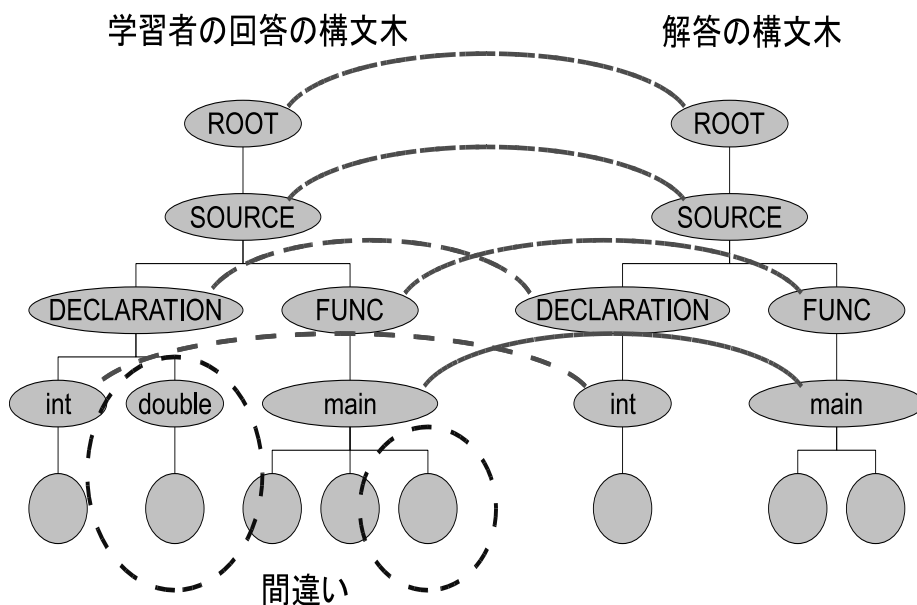 学習者の回答の構文木
解答の構文木
ROOT
ROOT
SOURCE
SOURCE
DECLARATION
FUNC
DECLARATION
FUNC
int
double
main
int
main
間違い